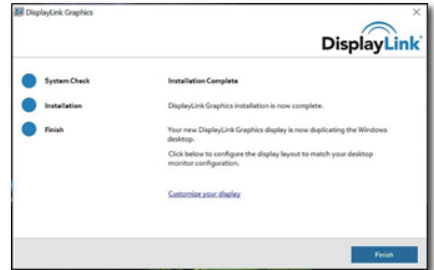 DisplayLink Graphics
DisplayLink
System Check
Installation
Finish
Installation Complete
DisplayLink Graphics installation is now complete.
Your new DisplayLink Graphics display is now duplicating the Windows
desktop.
Click below to configure the display layout to match your desktop
monitor configuration.
Customize your display
Finish